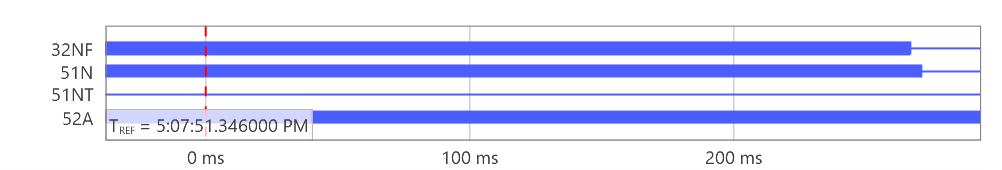 32NF
51N
51NT
52A
TREF = 5:07:51.346000 PM
0 ms 100 ms 200 ms